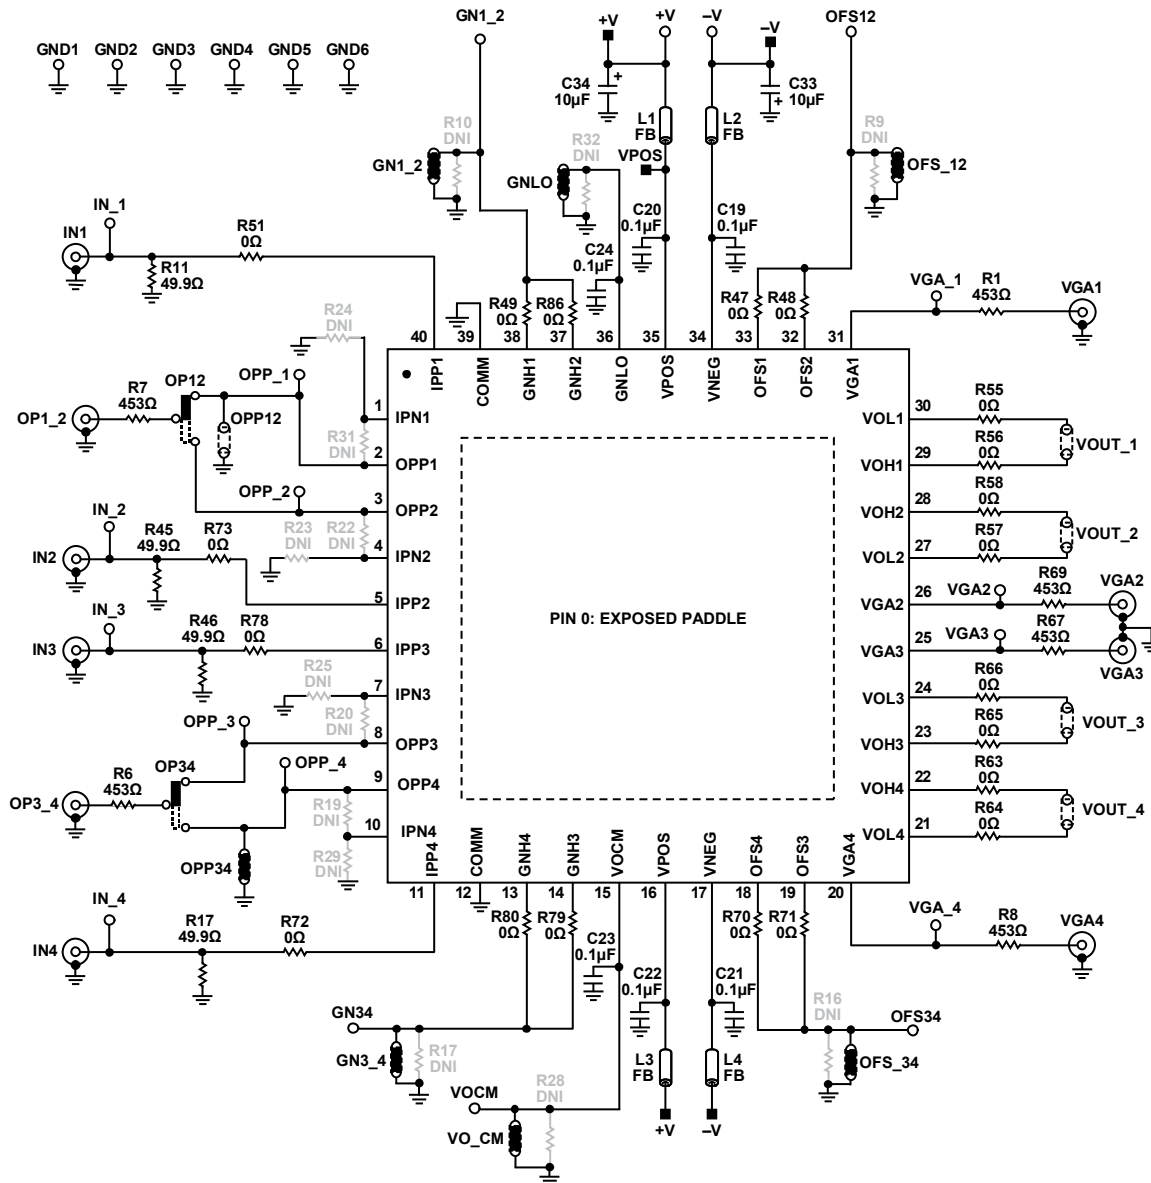 GND1 GND2 GND3 GND4 GND5 GND6
GN1_2
+V
+V
–V
–V
OFS12
C34
10µF
+
C33
10µF
+
L1
FB
L2
FB
R10
DNI
GN1_2
R32
DNI
GNLO
VPOS
R9
DNI
OFS_12
IN_1
IN1
R11
49.9Ω
R51
0Ω
C20
0.1µF
C19
0.1µF
C24
0.1µF
R49
0Ω
R86
0Ω
R47
0Ω
R48
0Ω
VGA_1
R1
453Ω
VGA1
40 39 38 37 36 35 34 33 32 31
IPP1
COMM
GNH1
GNH2
GNLO
VPOS
VNEG
OFS1
OFS2
VGA1
R24
DNI
R7
453Ω
OP12
OPP_1
OP1_2
OPP12
R31
DNI
1 IPN1
2 OPP1
OPP_2
3 OPP2
R23
DNI
R22
DNI
4 IPN2
IN_2
IN2
R45
49.9Ω
R73
0Ω
5 IPP2
IN_3
IN3
R46
49.9Ω
R78
0Ω
6 IPP3
R25
DNI
7 IPN3
R20
DNI
OPP_3
8 OPP3
R6
453Ω
OP34
OPP_4
OP3_4
9 OPP4
R19
DNI
10 IPN4
OPP34
R29
DNI
PIN 0: EXPOSED PADDLE
VOL1 30
R55
0Ω
VOH1 29
R56
0Ω
VOUT_1
VOH2 28
R58
0Ω
VOL2 27
R57
0Ω
VOUT_2
VGA2 26
VGA2
R69
453Ω
VGA2
VGA3 25
VGA3
R67
453Ω
VGA3
VOL3 24
R66
0Ω
VOH3 23
R65
0Ω
VOUT_3
VOH4 22
R63
0Ω
VOL4 21
R64
0Ω
VOUT_4
IPP4
COMM
GNH4
GNH3
VOCM
VPOS
VNEG
OFS4
OFS3
VGA4
11 12 13 14 15 16 17 18 19 20
IN_4
IN4
R17
49.9Ω
R72
0Ω
R80
0Ω
R79
0Ω
C23
0.1µF
C22
0.1µF
C21
0.1µF
R70
0Ω
R71
0Ω
VGA_4
R8
453Ω
VGA4
GN34
GN3_4
R17
DNI
R16
DNI
OFS34
OFS_34
L3
FB
L4
FB
VOCM
VO_CM
R28
DNI
+V
–V